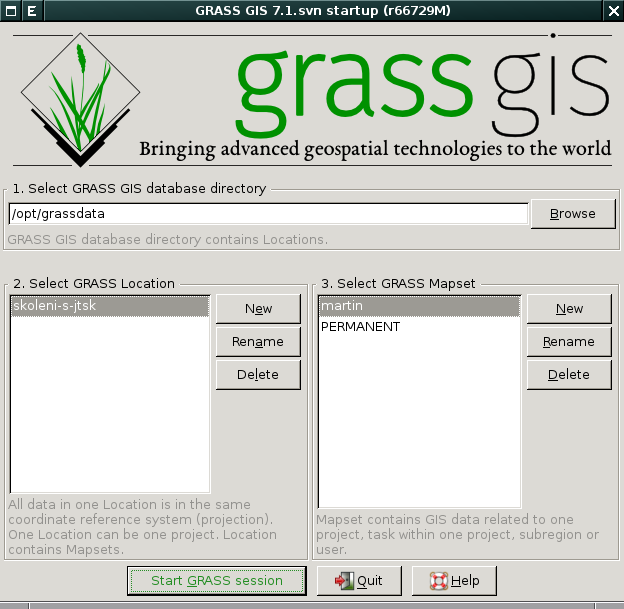 E GRASS GIS 7.1.svn startup (r66729M)
grass gis
Bringing advanced geospatial technologies to the world
1. Select GRASS GIS database directory
/opt/grassdata
Browse
GRASS GIS database directory contains Locations.
2. Select GRASS Location
skoleni-s-jtsk
New
Rename
Delete
All data in one Location is in the same
coordinate reference system (projection).
One Location can be one project. Location
contains Mapsets.
3. Select GRASS Mapset
martin
PERMANENT
New
Rename
Delete
Mapset contains GIS data related to one
project, task within one project, subregion or
user.
Start GRASS session
Quit
Help